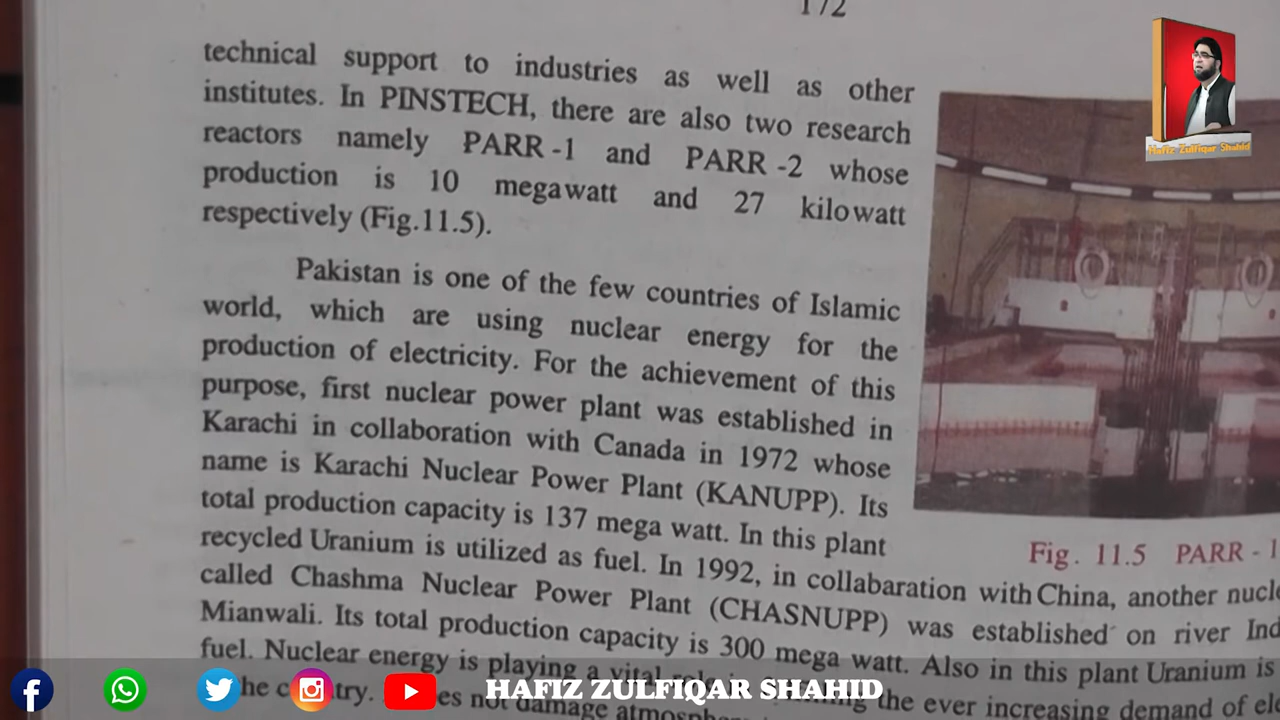 172
technical support to industries as well as other
institutes. In PINSTECH, there are also two research
reactors namely PARR -1 and PARR -2 whose
production is 10 megawatt and 27 kilowatt
respectively (Fig.11.5).
Pakistan is one of the few countries of Islamic
world, which are using nuclear energy for the
production of electricity. For the achievement of this
purpose, first nuclear power plant was established in
Karachi in collaboration with Canada in 1972 whose
name is Karachi Nuclear Power Plant (KANUPP). Its
total production capacity is 137 mega watt. In this plant
recycled Uranium is utilized as fuel. In 1992, in collabaration with China, another
called Chashma Nuclear Power Plant (CHASNUPP) was established on river
Mianwali. Its total production capacity is 300 mega watt. Also in this plant Uranium is
fuel. Nuclear energy is playing a vital role in the ever increasing demand of
not damage
Fig. 11.5 PARR - 1
Hafiz Zulfiqar Shahid
HAFIZ ZULFIQAR SHAHID